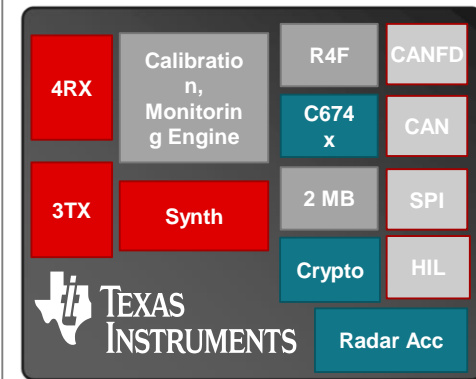 4RX
Calibratio
n,
Monitorin
g Engine
R4F
CANFD
C674
x
CAN
3TX
Synth
2 MB
SPI
Crypto
HIL
TEXAS
INSTRUMENTS
Radar Acc